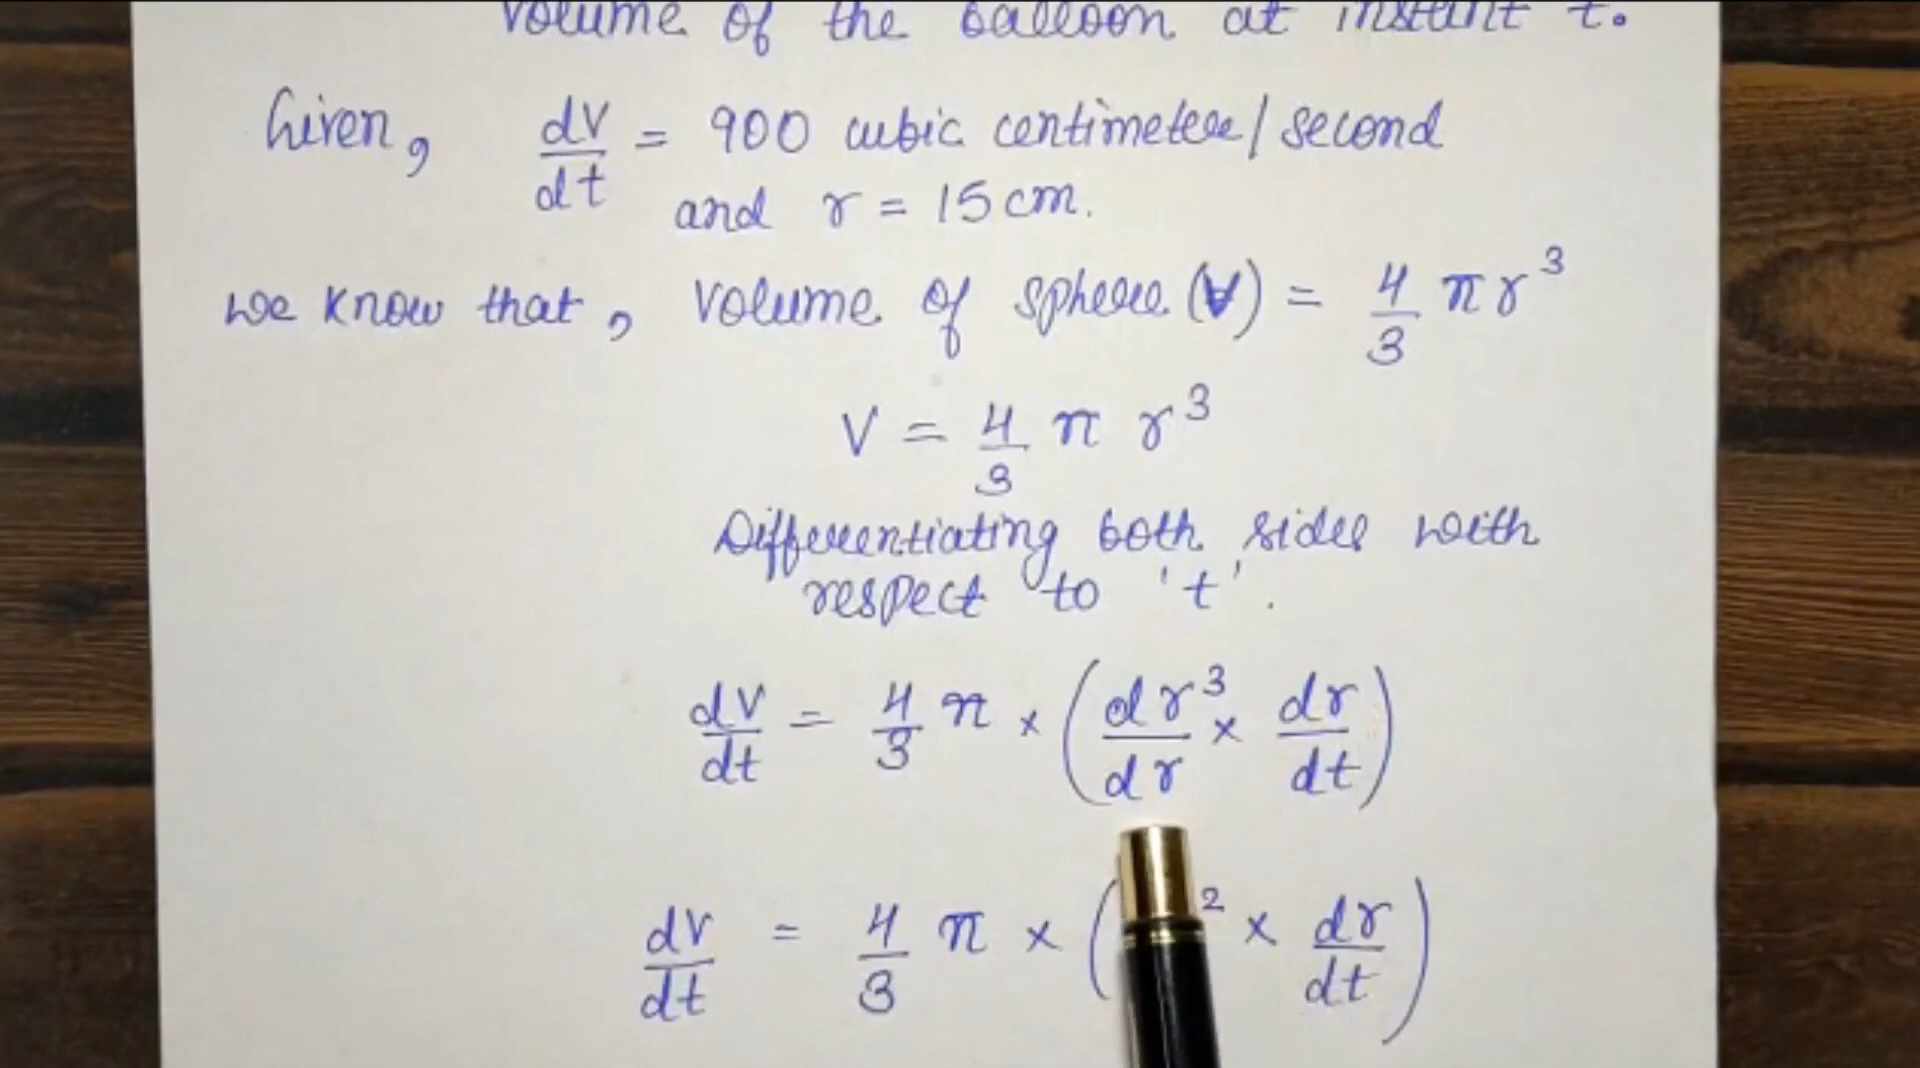 Volume of the balloon at instant t.
Given, dv/dt = 900 cubic centimetere/second
and r = 15 cm.
we know that, Volume of sphere (V) = 4/3 π r³
V = 4/3 π r³
Differentiating both sides with
respect to 't'.
dv/dt = 4/3 π × (dr³/dr × dr/dt)
dv/dt = 4/3 π × ( ² × dr/dt)